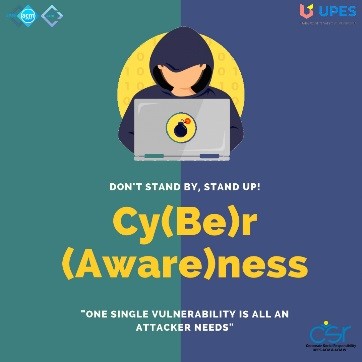 UPES
DON'T STAND BY, STAND UP!
Cy(Be)r
(Aware)ness
"ONE SINGLE VULNERABILITY IS ALL AN
ATTACKER NEEDS"
csr